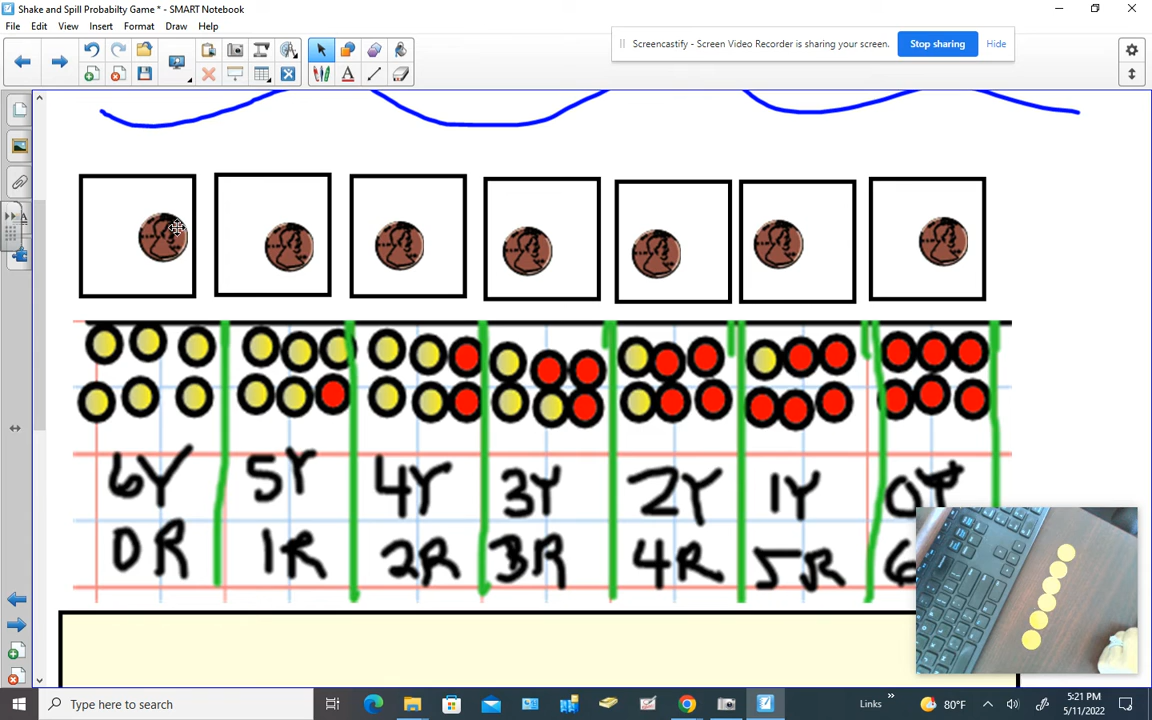 Shake and Spill Probabilty Game * - SMART Notebook
File Edit View Insert Format Draw Help
Screencastify - Screen Video Recorder is sharing your screen. Stop sharing Hide
6Y 5Y 4Y 3Y 2Y 1Y 0Y
0R 1R 2R 3R 4R 5R 6
Type here to search
Links » 80°F 5:21 PM
5/11/2022